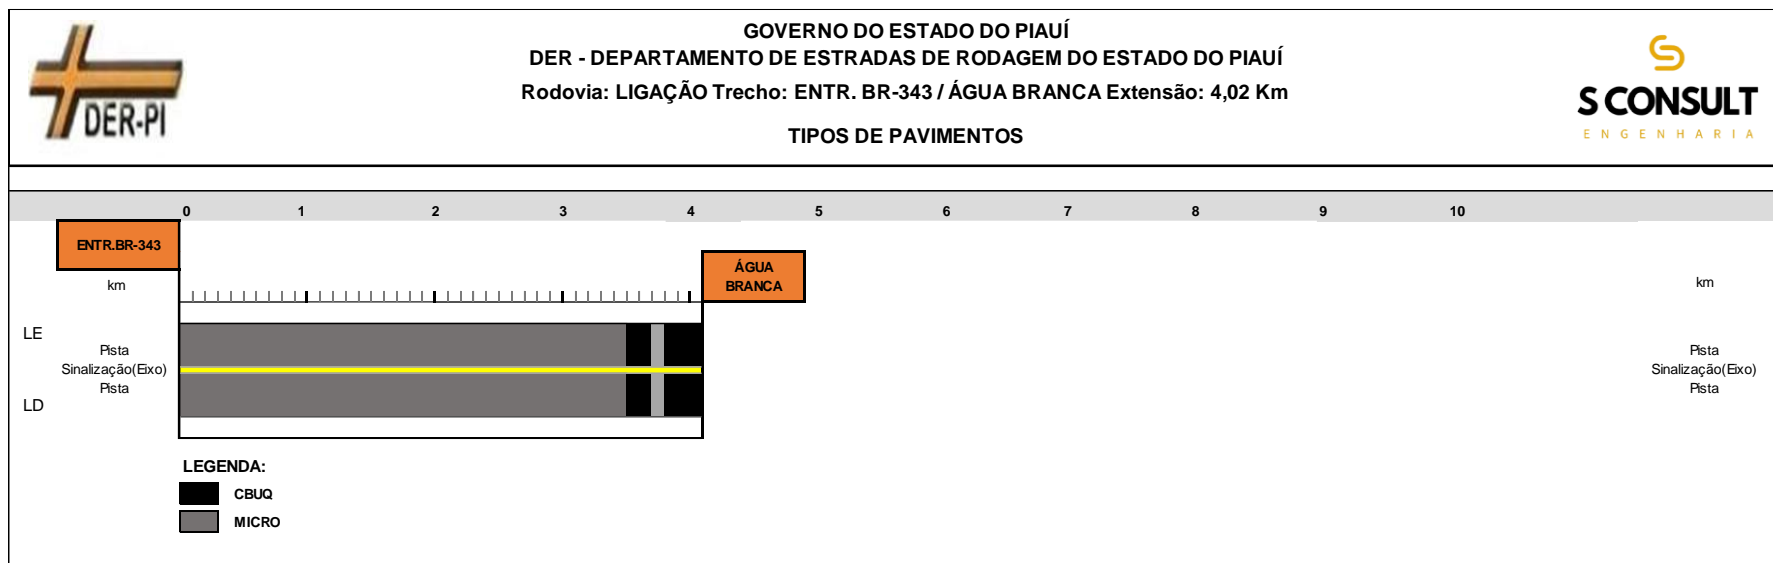 GOVERNO DO ESTADO DO PIAUÍ
DER - DEPARTAMENTO DE ESTRADAS DE RODAGEM DO ESTADO DO PIAUÍ
Rodovia: LIGAÇÃO Trecho: ENTR. BR-343 / ÁGUA BRANCA Extensão: 4,02 Km
TIPOS DE PAVIMENTOS
DER-PI
S CONSULT
ENGENHARIA
0 1 2 3 4 5 6 7 8 9 10
ENTR.BR-343
ÁGUA
BRANCA
km
km
LE
Pista
Sinalização(Eixo)
Pista
LD
Pista
Sinalização(Eixo)
Pista
LEGENDA:
CBUQ
MICRO